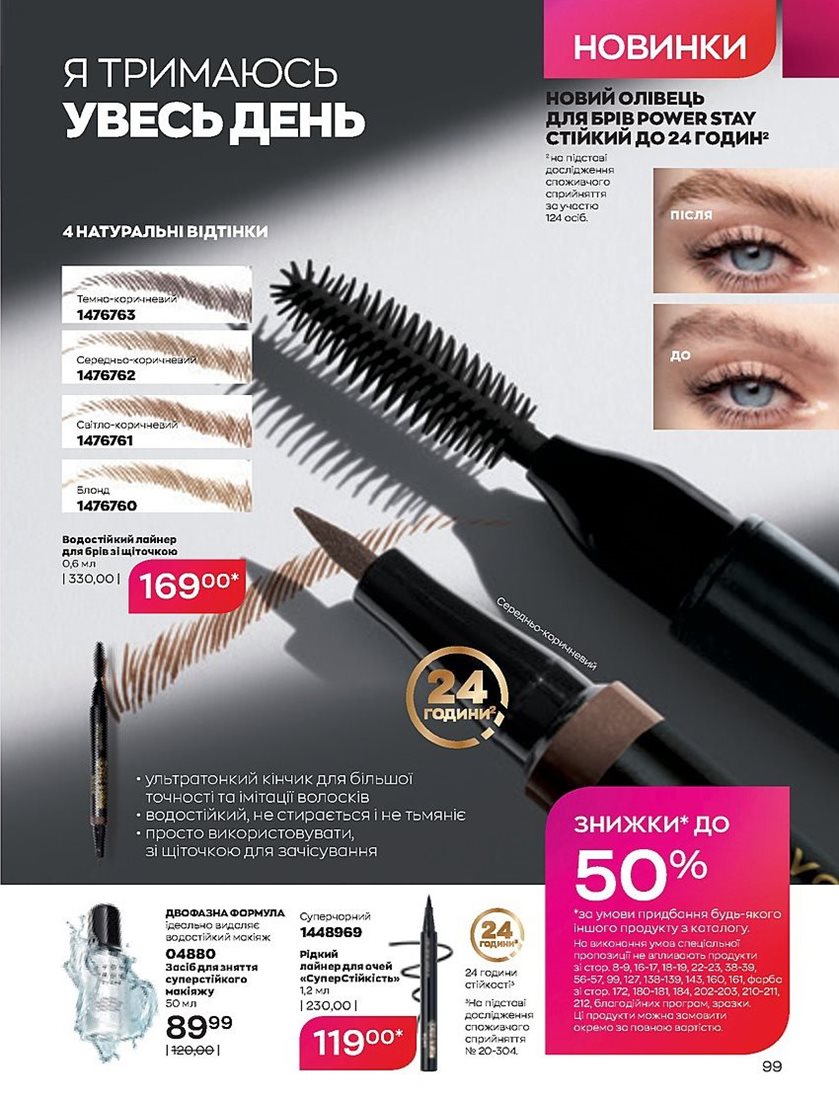 Я ТРИМАЮСЬ
УВЕСЬ ДЕНЬ
НОВИНКИ
НОВИЙ ОЛІВЕЦЬ
ДЛЯ БРІВ POWER STAY
СТІЙКИЙ ДО 24 ГОДИН²
² на підставі
дослідження
споживчого
сприйняття
за участю
124 осіб.
ПІСЛЯ
ДО
4 НАТУРАЛЬНІ ВІДТІНКИ
Темно-коричневий
1476763
Середньо-коричневий
1476762
Світло-коричневий
1476761
Блонд
1476760
Водостійкий лайнер
для брів зі щіточкою
0,6 мл
| 330,00 |
169⁰⁰*
Середньо-коричневий
24
ГОДИНИ²
• ультратонкий кінчик для більшої
точності та імітації волосків
• водостійкий, не стирається і не тьмяніє
• просто використовувати,
зі щіточкою для зачісування
ЗНИЖКИ* ДО
50%
*за умови придбання будь-якого
іншого продукту з каталогу.
На виконання умов спеціальної
пропозиції не впливають продукти
зі стор. 8-9, 16-17, 18-19, 22-23, 38-39,
56-57, 99, 127, 138-139, 143, 160, 161, фарба
зі стор. 172, 180-181, 184, 202-203, 210-211,
212, благодійних програм, зразки.
Ці продукти можна замовити
окремо за повною вартістю.
ДВОФАЗНА ФОРМУЛА
ідеально видаляє
водостійкий макіяж
04880
Засіб для зняття
суперстійкого
макіяжу
50 мл
89⁹⁹
| 120,00 |
Суперчорний
1448969
Рідкий
лайнер для очей
«СуперСтійкість»
1,2 мл
| 230,00 |
119⁰⁰*
24
ГОДИНИ³
24 години
стійкості³
³На підставі
дослідження
споживчого
сприйняття
№ 20-304.
99